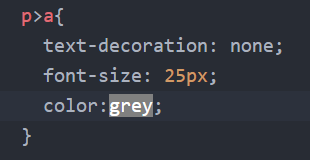 p>a{
  text-decoration: none;
  font-size: 25px;
  color:grey;
}